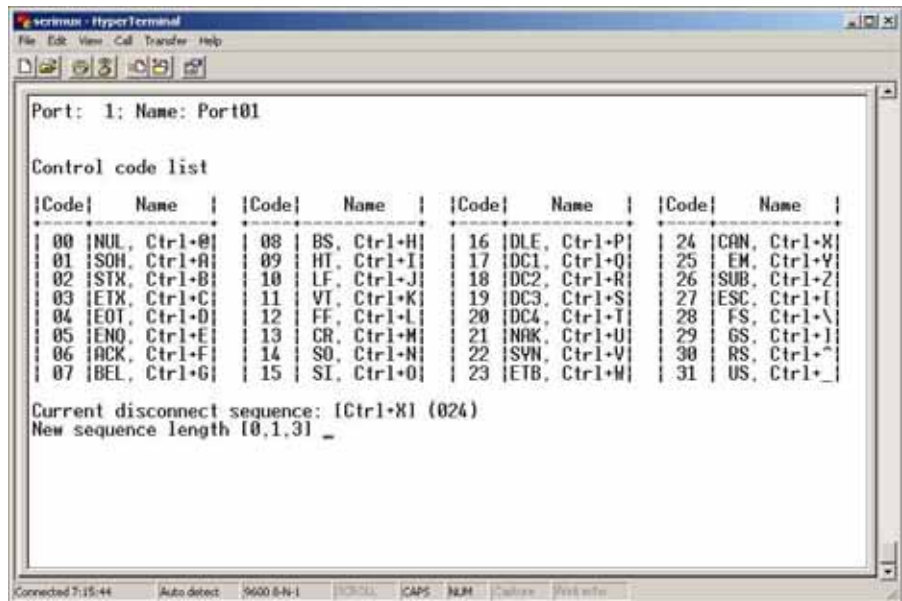 serimux - HyperTerminal
File Edit View Call Transfer Help
Port:  1: Name: Port01
Control code list
|Code|    Name    |  |Code|    Name    |  |Code|    Name    |  |Code|    Name    |
| 00 |NUL, Ctrl+@|  | 08 | BS, Ctrl+H|  | 16 |DLE, Ctrl+P|  | 24 |CAN, Ctrl+X|
| 01 |SOH, Ctrl+A|  | 09 | HT, Ctrl+I|  | 17 |DC1, Ctrl+Q|  | 25 | EM, Ctrl+Y|
| 02 |STX, Ctrl+B|  | 10 | LF, Ctrl+J|  | 18 |DC2, Ctrl+R|  | 26 |SUB, Ctrl+Z|
| 03 |ETX, Ctrl+C|  | 11 | VT, Ctrl+K|  | 19 |DC3, Ctrl+S|  | 27 |ESC, Ctrl+[|
| 04 |EOT, Ctrl+D|  | 12 | FF, Ctrl+L|  | 20 |DC4, Ctrl+T|  | 28 | FS, Ctrl+\|
| 05 |ENQ, Ctrl+E|  | 13 | CR, Ctrl+M|  | 21 |NAK, Ctrl+U|  | 29 | GS, Ctrl+]|
| 06 |ACK, Ctrl+F|  | 14 | SO, Ctrl+N|  | 22 |SYN, Ctrl+V|  | 30 | RS, Ctrl+^|
| 07 |BEL, Ctrl+G|  | 15 | SI, Ctrl+O|  | 23 |ETB, Ctrl+W|  | 31 | US, Ctrl+_|
Current disconnect sequence: [Ctrl+X] (024)
New sequence length [0,1,3] _
Connected 7:15:44 Auto detect 9600 8-N-1 SCROLL CAPS NUM Capture Print echo